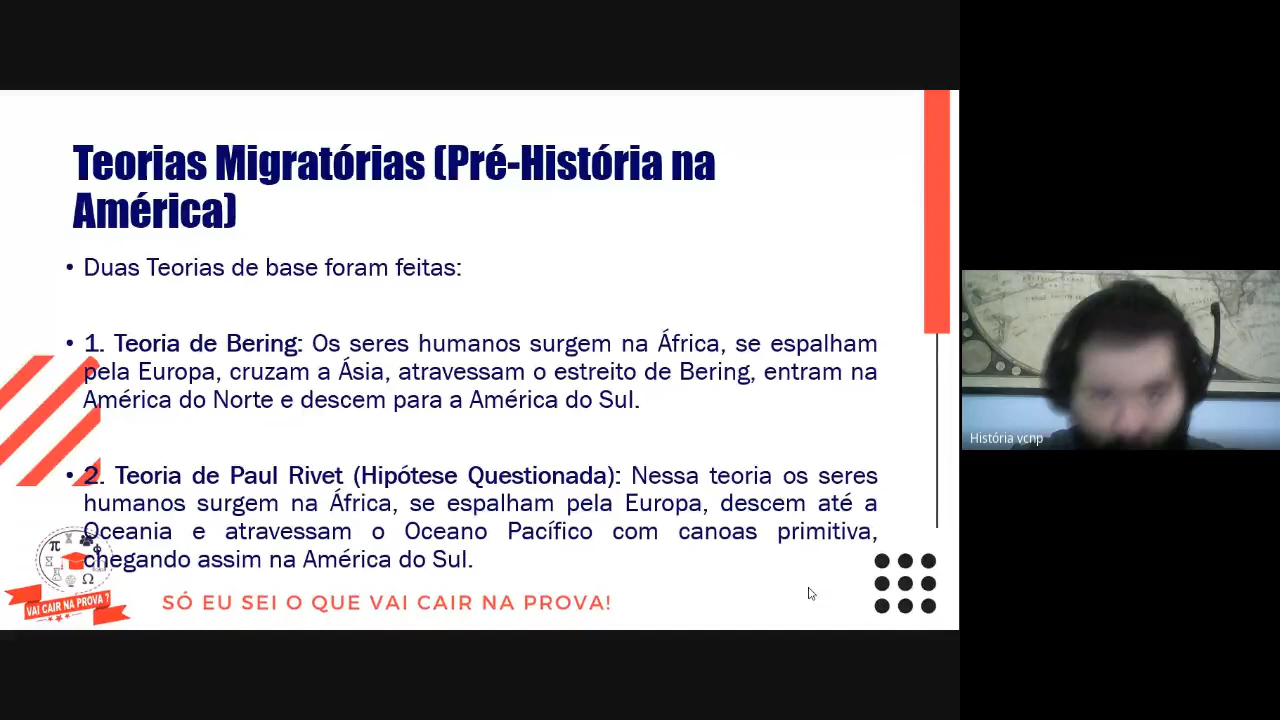 Teorias Migratórias (Pré-História na
América)
• Duas Teorias de base foram feitas:
• 1. Teoria de Bering: Os seres humanos surgem na África, se espalham
pela Europa, cruzam a Ásia, atravessam o estreito de Bering, entram na
América do Norte e descem para a América do Sul.
• 2. Teoria de Paul Rivet (Hipótese Questionada): Nessa teoria os seres
humanos surgem na África, se espalham pela Europa, descem até a
Oceania e atravessam o Oceano Pacífico com canoas primitiva,
chegando assim na América do Sul.
π
Ω
VAI CAIR NA PROVA ?
SÓ EU SEI O QUE VAI CAIR NA PROVA!
História vcnp